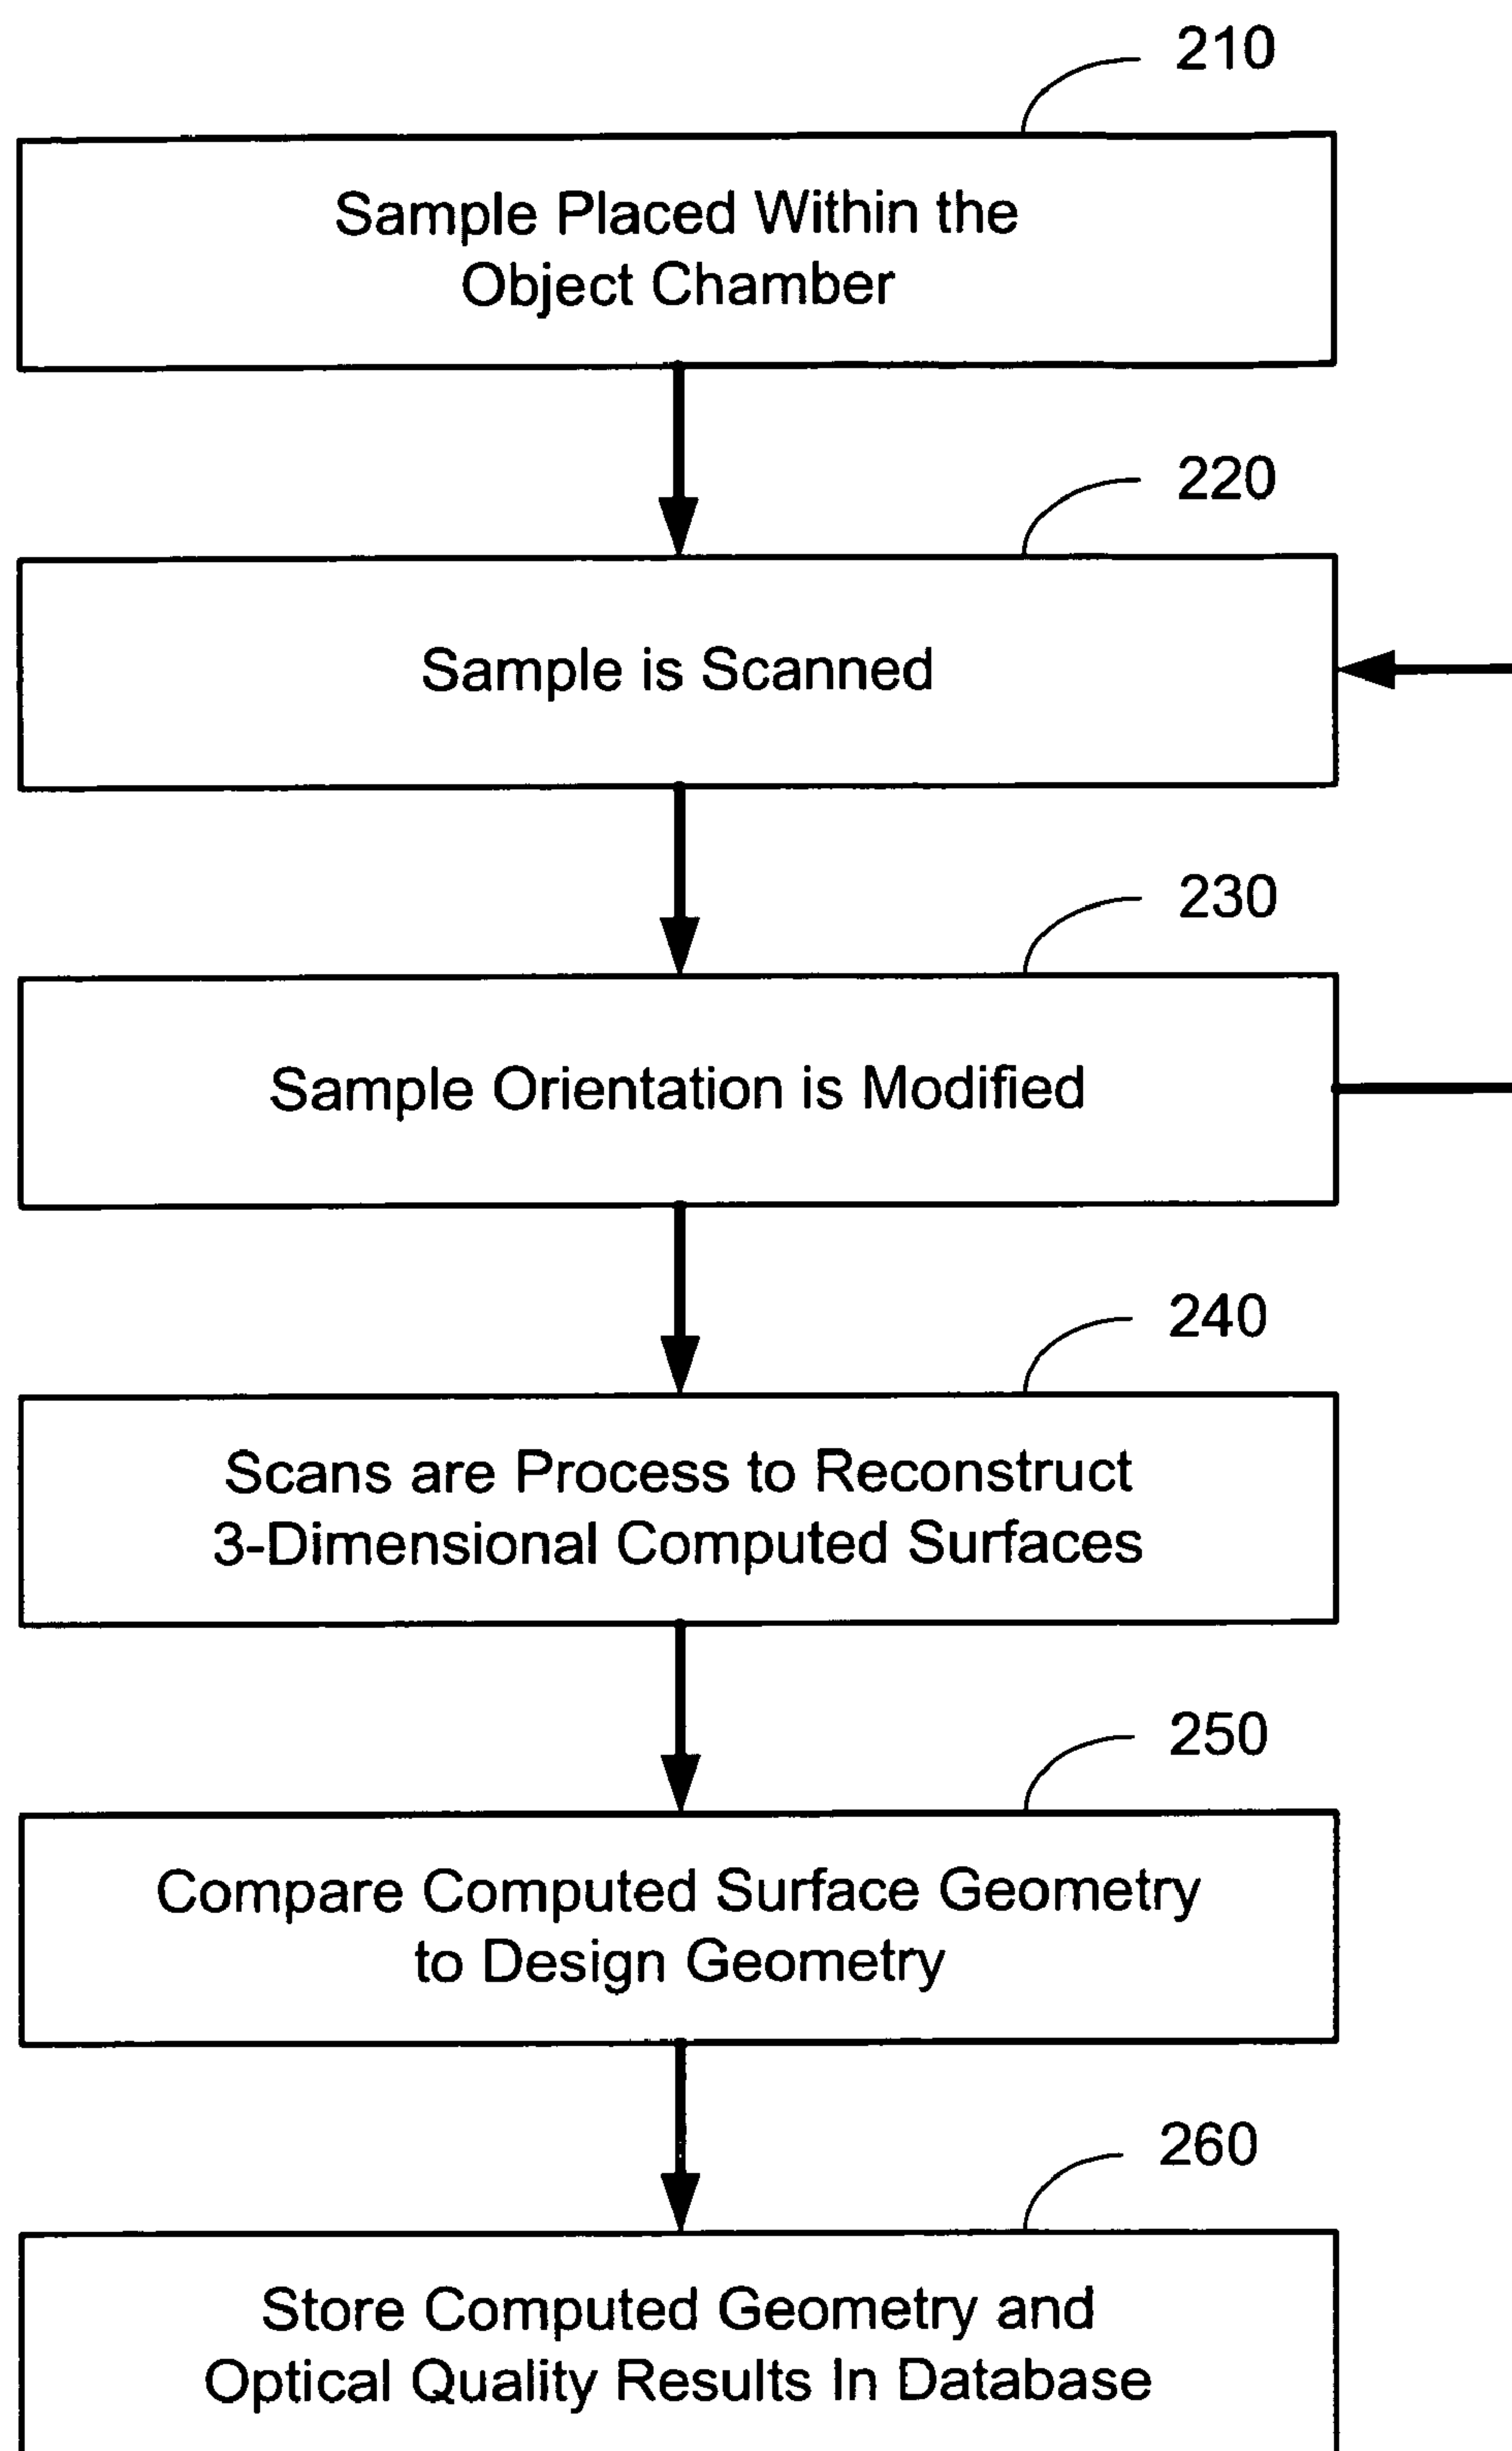 210
Sample Placed Within the
Object Chamber
220
Sample is Scanned
230
Sample Orientation is Modified
240
Scans are Process to Reconstruct
3-Dimensional Computed Surfaces
250
Compare Computed Surface Geometry
to Design Geometry
260
Store Computed Geometry and
Optical Quality Results In Database